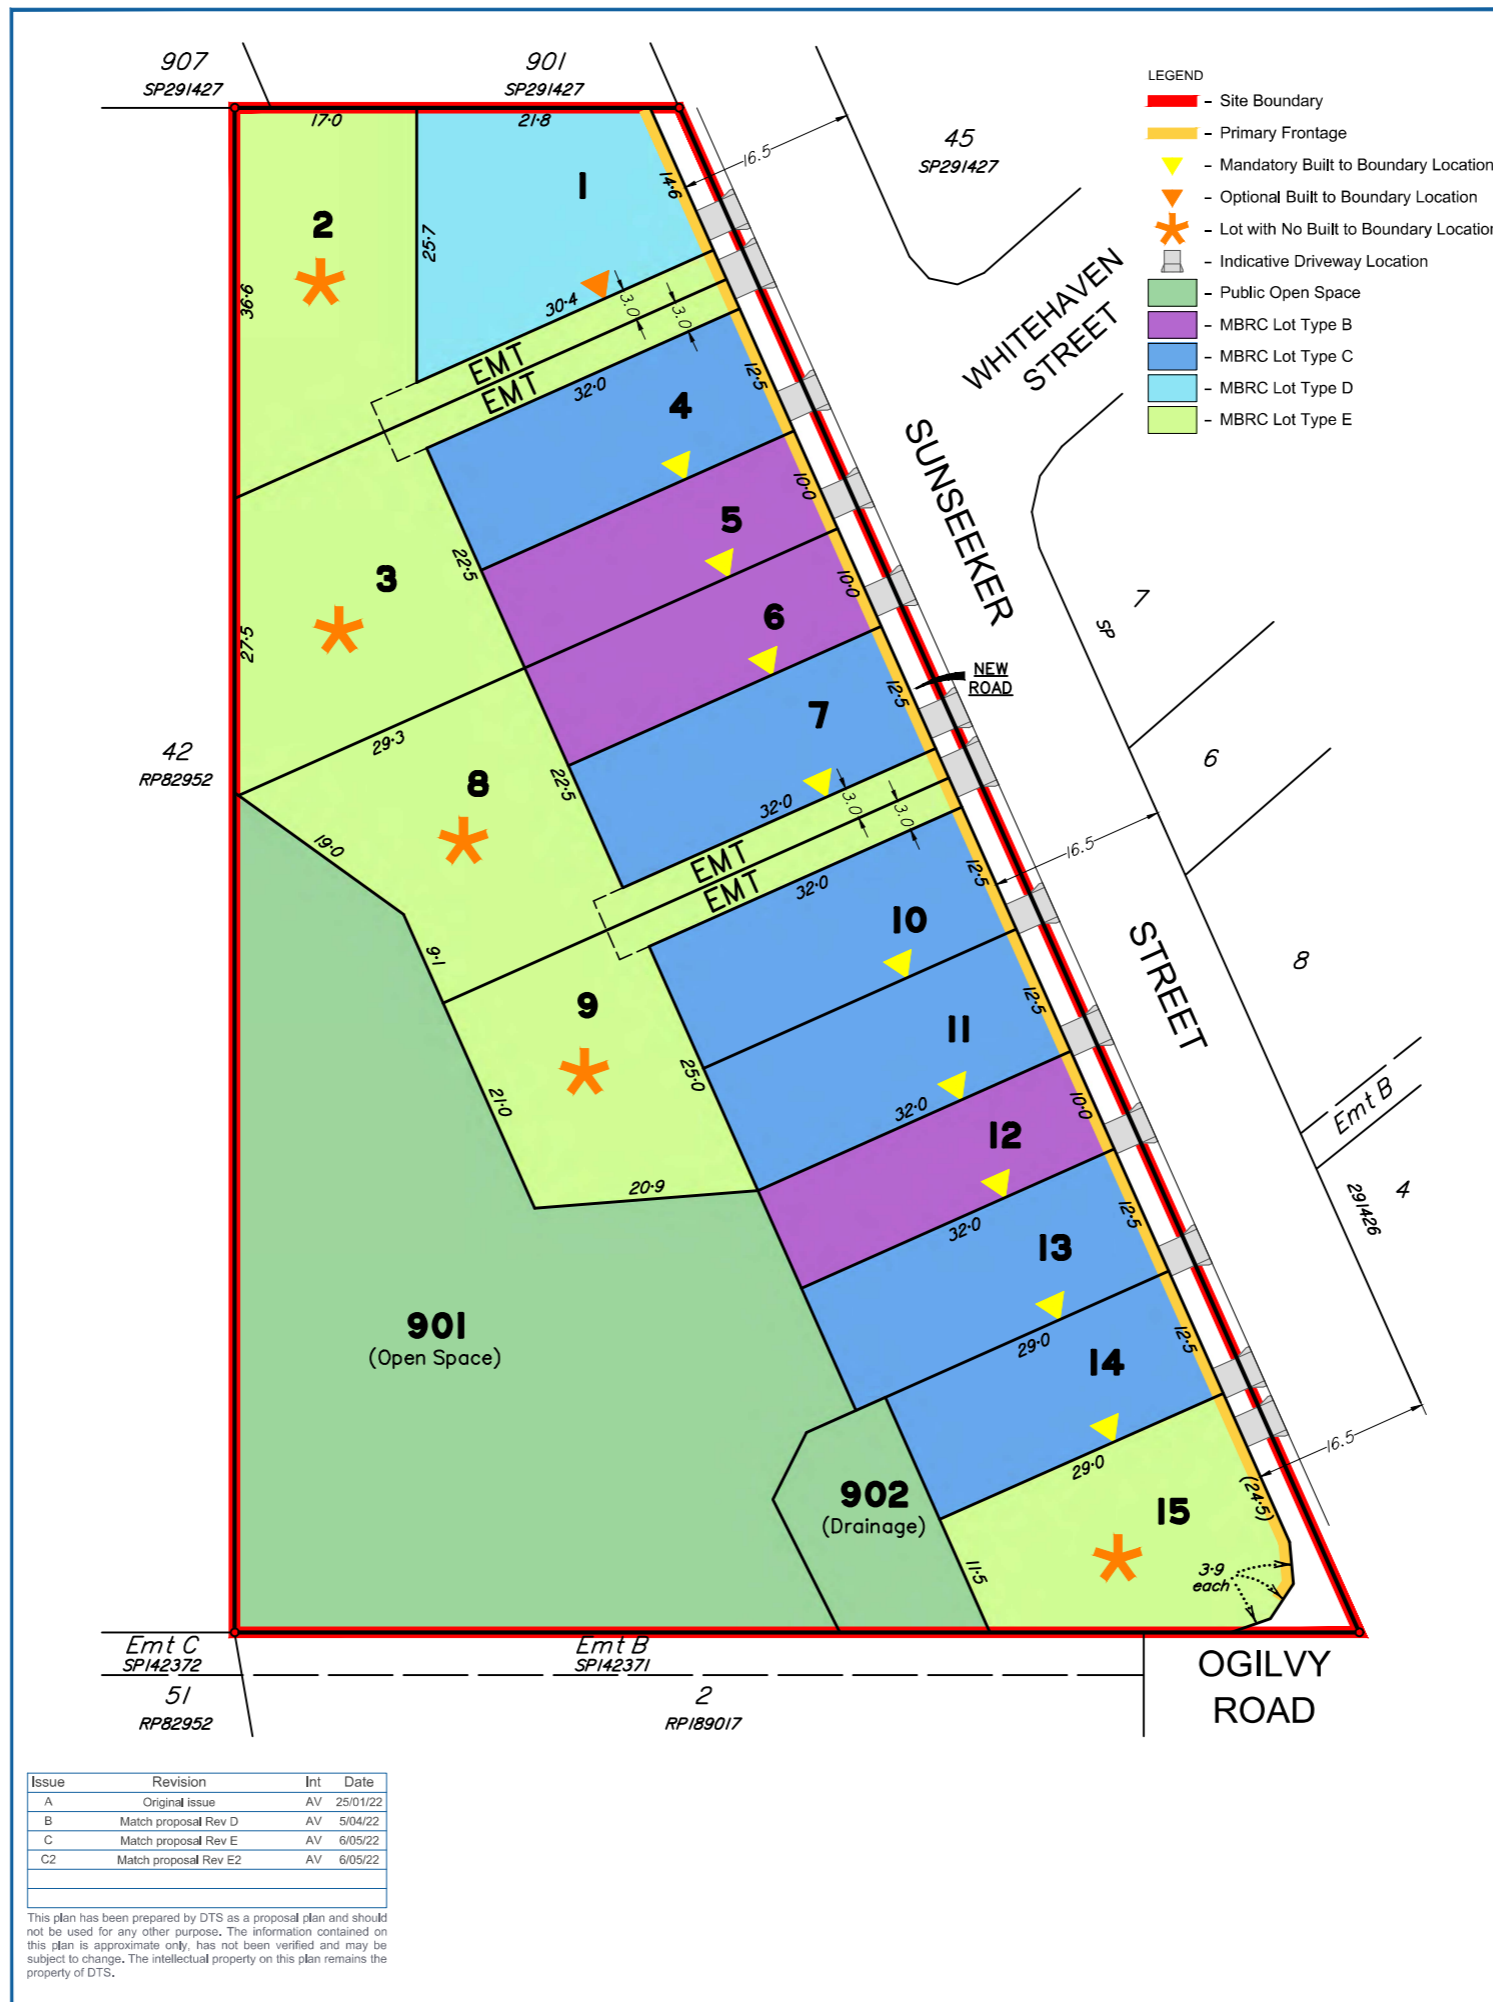 907
SP291427
901
SP291427
LEGEND
- Site Boundary
- Primary Frontage
- Mandatory Built to Boundary Location
- Optional Built to Boundary Location
- Lot with No Built to Boundary Location
- Indicative Driveway Location
- Public Open Space
- MBRC Lot Type B
- MBRC Lot Type C
- MBRC Lot Type D
- MBRC Lot Type E
17·0
21·8
16.5
45
SP291427
14·6
1
2
25·7
36·6
30·4
3.0
3.0
EMT
EMT
32·0
WHITEHAVEN
STREET
12·5
4
10·0
5
SUNSEEKER
22·5
3
10·0
6
27·5
7
SP
12·5
NEW
ROAD
7
29·3
42
RP82952
8
22·5
32·0
3.0
3.0
6
19·0
EMT
EMT
32·0
16.5
12·5
10
9·1
STREET
8
9
12·5
11
25·0
21·0
32·0
10·0
12
Emt B
20·9
32·0
12·5
4
291426
13
901
(Open Space)
29·0
12·5
14
16.5
29·0
902
(Drainage)
15
(24·5)
11·5
3·9
each
Emt C
SP142372
Emt B
SP142371
51
RP82952
2
RP189017
OGILVY
ROAD
Issue Revision Int Date
A Original issue AV 25/01/22
B Match proposal Rev D AV 5/04/22
C Match proposal Rev E AV 6/05/22
C2 Match proposal Rev E2 AV 6/05/22
This plan has been prepared by DTS as a proposal plan and should
not be used for any other purpose. The information contained on
this plan is approximate only, has not been verified and may be
subject to change. The intellectual property on this plan remains the
property of DTS.